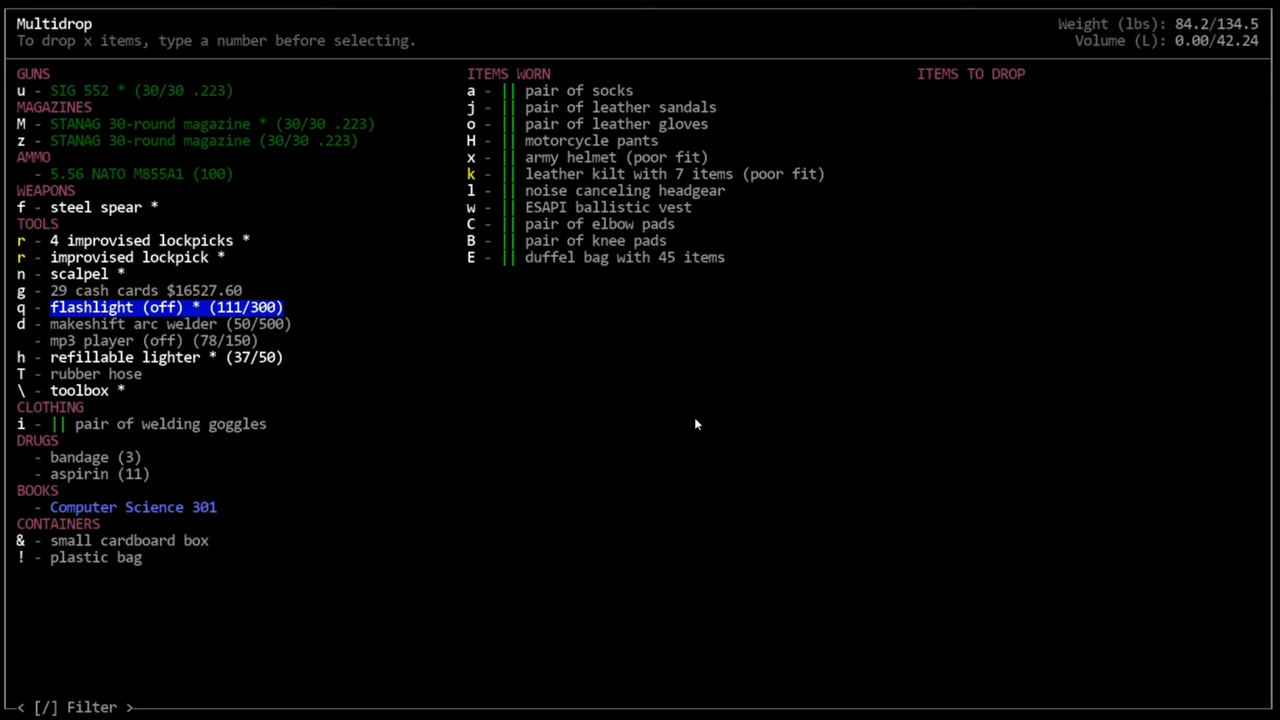 Multidrop
Weight (lbs): 84.2/134.5
To drop x items, type a number before selecting.
Volume (L): 0.00/42.24
GUNS
u - SIG 552 * (30/30 .223)
MAGAZINES
M - STANAG 30-round magazine * (30/30 .223)
z - STANAG 30-round magazine (30/30 .223)
AMMO
- 5.56 NATO M855A1 (100)
WEAPONS
f - steel spear *
TOOLS
r - 4 improvised lockpicks *
r - improvised lockpick *
n - scalpel *
g - 29 cash cards $16527.60
q - flashlight (off) * (111/300)
d - makeshift arc welder (50/500)
- mp3 player (off) (78/150)
h - refillable lighter * (37/50)
T - rubber hose
\ - toolbox *
CLOTHING
i - || pair of welding goggles
DRUGS
- bandage (3)
- aspirin (11)
BOOKS
- Computer Science 301
CONTAINERS
& - small cardboard box
! - plastic bag
ITEMS WORN
a - || pair of socks
j - || pair of leather sandals
o - || pair of leather gloves
H - || motorcycle pants
x - || army helmet (poor fit)
k - || leather kilt with 7 items (poor fit)
l - || noise canceling headgear
w - || ESAPI ballistic vest
C - || pair of elbow pads
B - || pair of knee pads
E - || duffel bag with 45 items
ITEMS TO DROP
< [/] Filter >